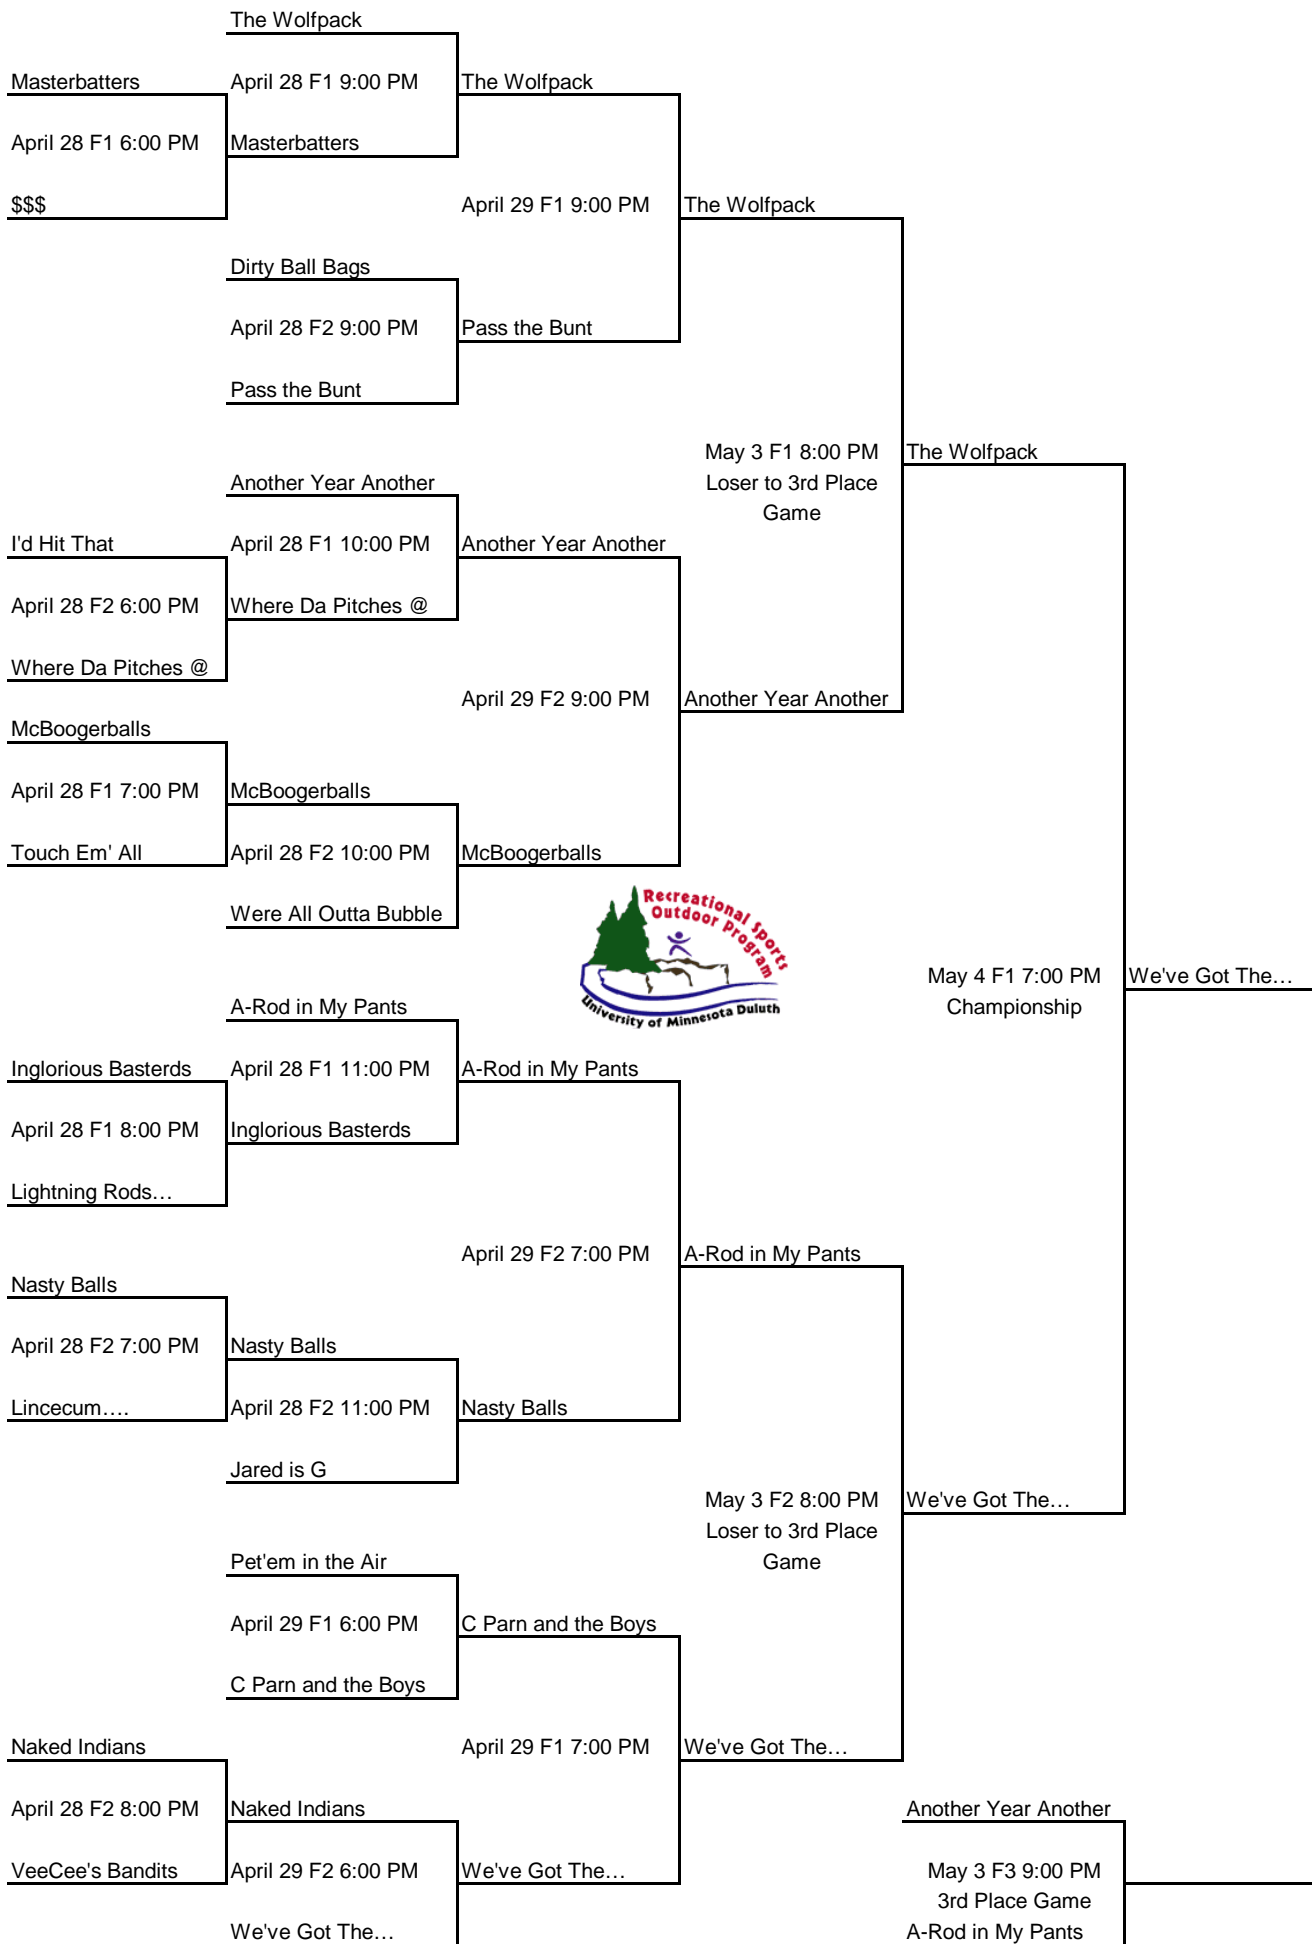 The Wolfpack
Masterbatters
April 28 F1 9:00 PM
The Wolfpack
April 28 F1 6:00 PM
Masterbatters
$$$
April 29 F1 9:00 PM
The Wolfpack
Dirty Ball Bags
April 28 F2 9:00 PM
Pass the Bunt
Pass the Bunt
May 3 F1 8:00 PM
Loser to 3rd Place
Game
The Wolfpack
Another Year Another
I'd Hit That
April 28 F1 10:00 PM
Another Year Another
April 28 F2 6:00 PM
Where Da Pitches @
Where Da Pitches @
April 29 F2 9:00 PM
Another Year Another
McBoogerballs
April 28 F1 7:00 PM
McBoogerballs
Touch Em' All
April 28 F2 10:00 PM
McBoogerballs
Were All Outta Bubble
Recreational Sports
Outdoor Program
University of Minnesota Duluth
May 4 F1 7:00 PM
Championship
We've Got The…
A-Rod in My Pants
Inglorious Basterds
April 28 F1 11:00 PM
A-Rod in My Pants
April 28 F1 8:00 PM
Inglorious Basterds
Lightning Rods…
April 29 F2 7:00 PM
A-Rod in My Pants
Nasty Balls
April 28 F2 7:00 PM
Nasty Balls
Lincecum….
April 28 F2 11:00 PM
Nasty Balls
Jared is G
May 3 F2 8:00 PM
Loser to 3rd Place
Game
We've Got The…
Pet'em in the Air
April 29 F1 6:00 PM
C Parn and the Boys
C Parn and the Boys
Naked Indians
April 29 F1 7:00 PM
We've Got The…
April 28 F2 8:00 PM
Naked Indians
Another Year Another
VeeCee's Bandits
April 29 F2 6:00 PM
We've Got The…
May 3 F3 9:00 PM
3rd Place Game
We've Got The…
A-Rod in My Pants